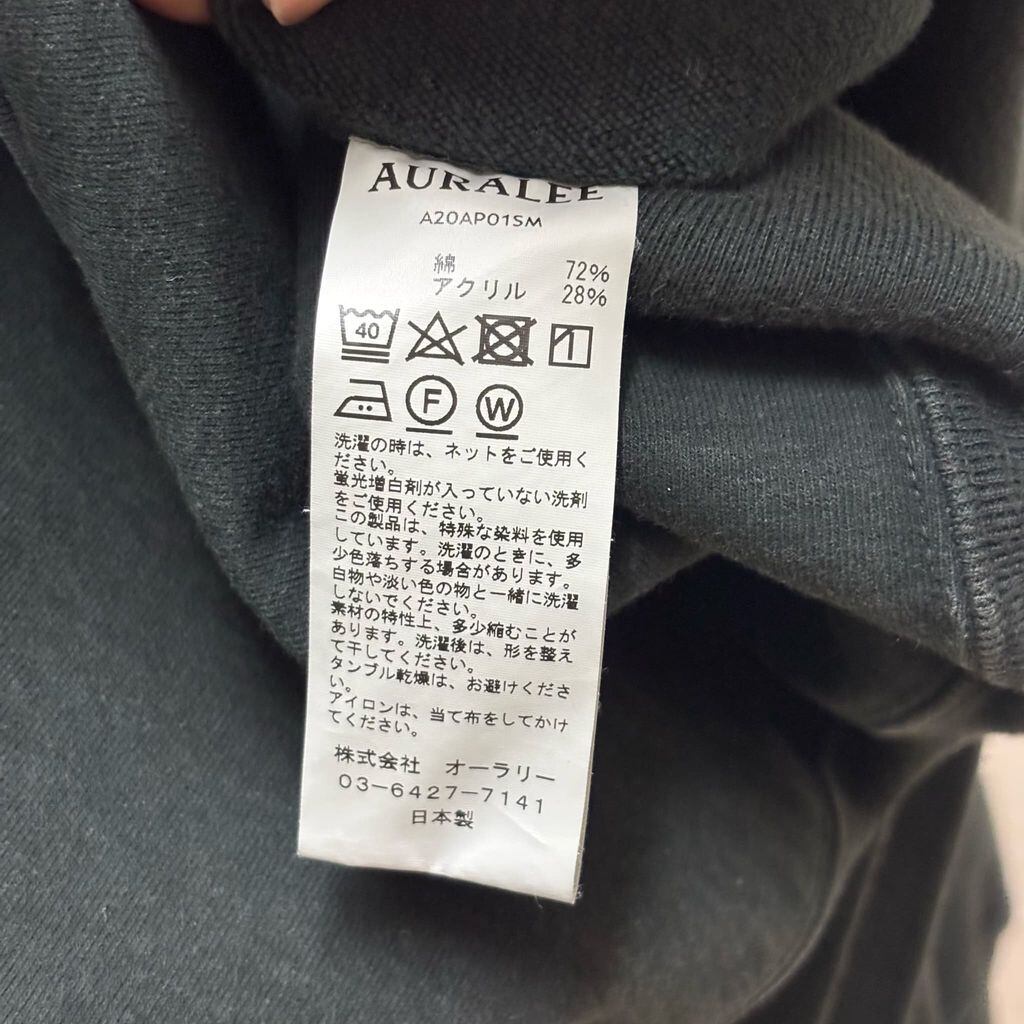 AURALEE
A20AP01SM
綿 72%
アクリル 28%
40
F W
洗濯の時は、ネットをご使用く
ださい。
蛍光増白剤が入っていない洗剤
をご使用ください。
この製品は、特殊な染料を使用
しています。洗濯のときに、多
少色落ちする場合があります。
白物や淡い色の物と一緒に洗濯
しないでください。
素材の特性上、多少縮むことが
あります。洗濯後は、形を整え
て干してください。
タンブル乾燥は、お避けくださ
い。
アイロンは、当て布をしてかけ
てください。
株式会社 オーラリー
03-6427-7141
日本製